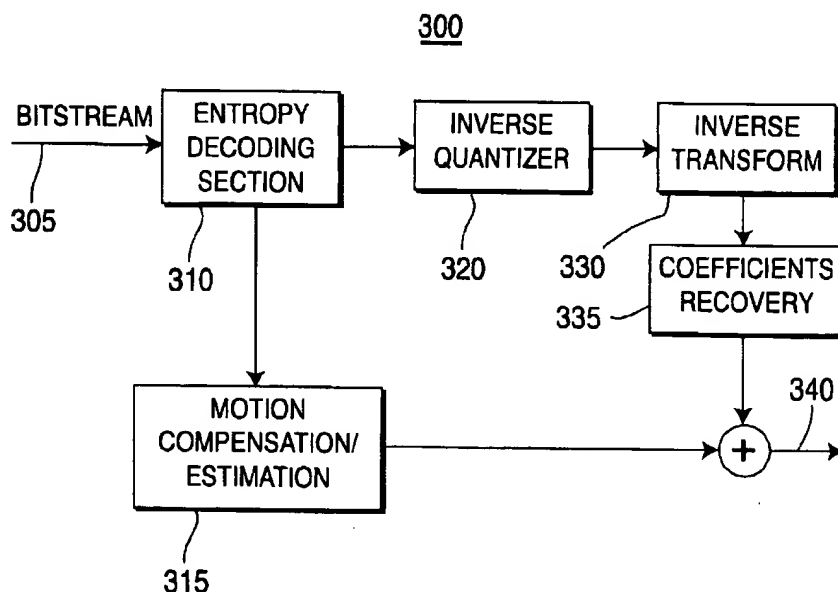 300
BITSTREAM
305
ENTROPY
DECODING
SECTION
310
INVERSE
QUANTIZER
320
INVERSE
TRANSFORM
330
COEFFICIENTS
RECOVERY
335
MOTION
COMPENSATION/
ESTIMATION
315
+
340